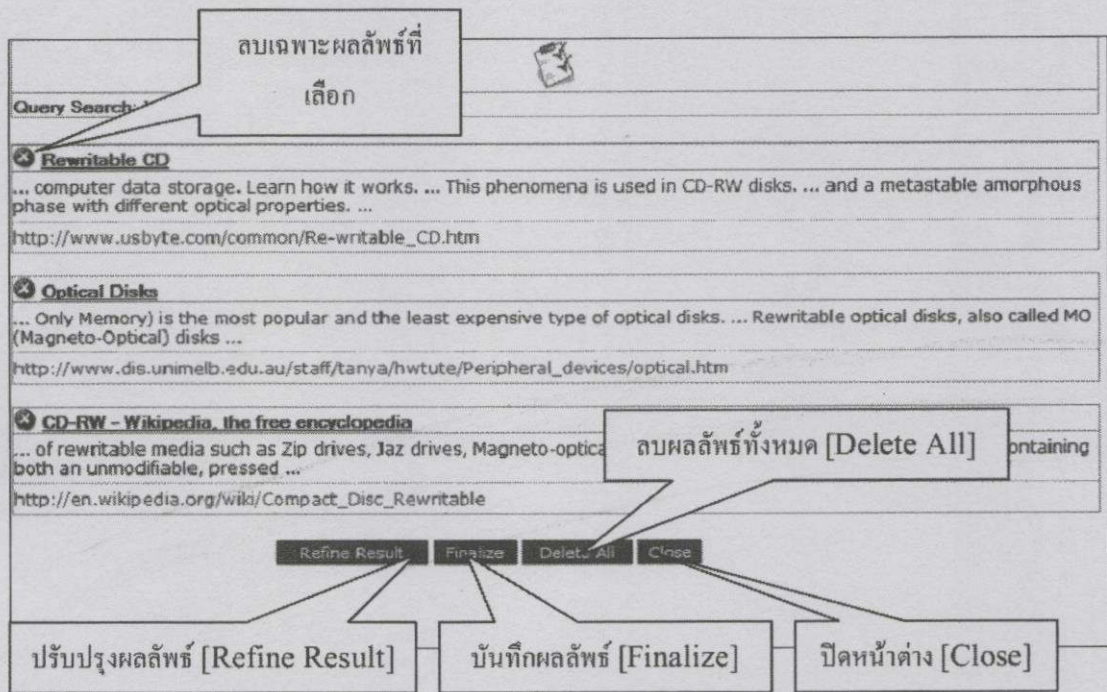 ลบเฉพาะผลลัพธ์ที่
เลือก
Query Search:
Rewritable CD
... computer data storage. Learn how it works. ... This phenomena is used in CD-RW disks. ... and a metastable amorphous
phase with different optical properties. ...
http://www.usbyte.com/common/Re-writable_CD.htm
Optical Disks
... Only Memory) is the most popular and the least expensive type of optical disks. ... Rewritable optical disks, also called MO
(Magneto-Optical) disks ...
http://www.dis.unimelb.edu.au/staff/tanya/hwtute/Peripheral_devices/optical.htm
CD-RW - Wikipedia, the free encyclopedia
... of rewritable media such as Zip drives, Jaz drives, Magneto-optica ontaining
both an unmodifiable, pressed ...
http://en.wikipedia.org/wiki/Compact_Disc_Rewritable
ลบผลลัพธ์ทั้งหมด [Delete All]
Refine Result Finalize Delete All Close
ปรับปรุงผลลัพธ์ [Refine Result] บันทึกผลลัพธ์ [Finalize] ปิดหน้าต่าง [Close]